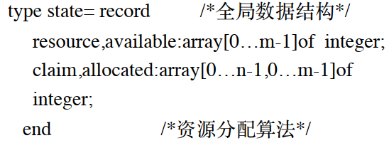 type state= record /*全局数据结构*/
resource,available:array[0…m-1]of integer;
claim,allocated:array[0…n-1,0…m-1]of
integer;
end /*资源分配算法*/